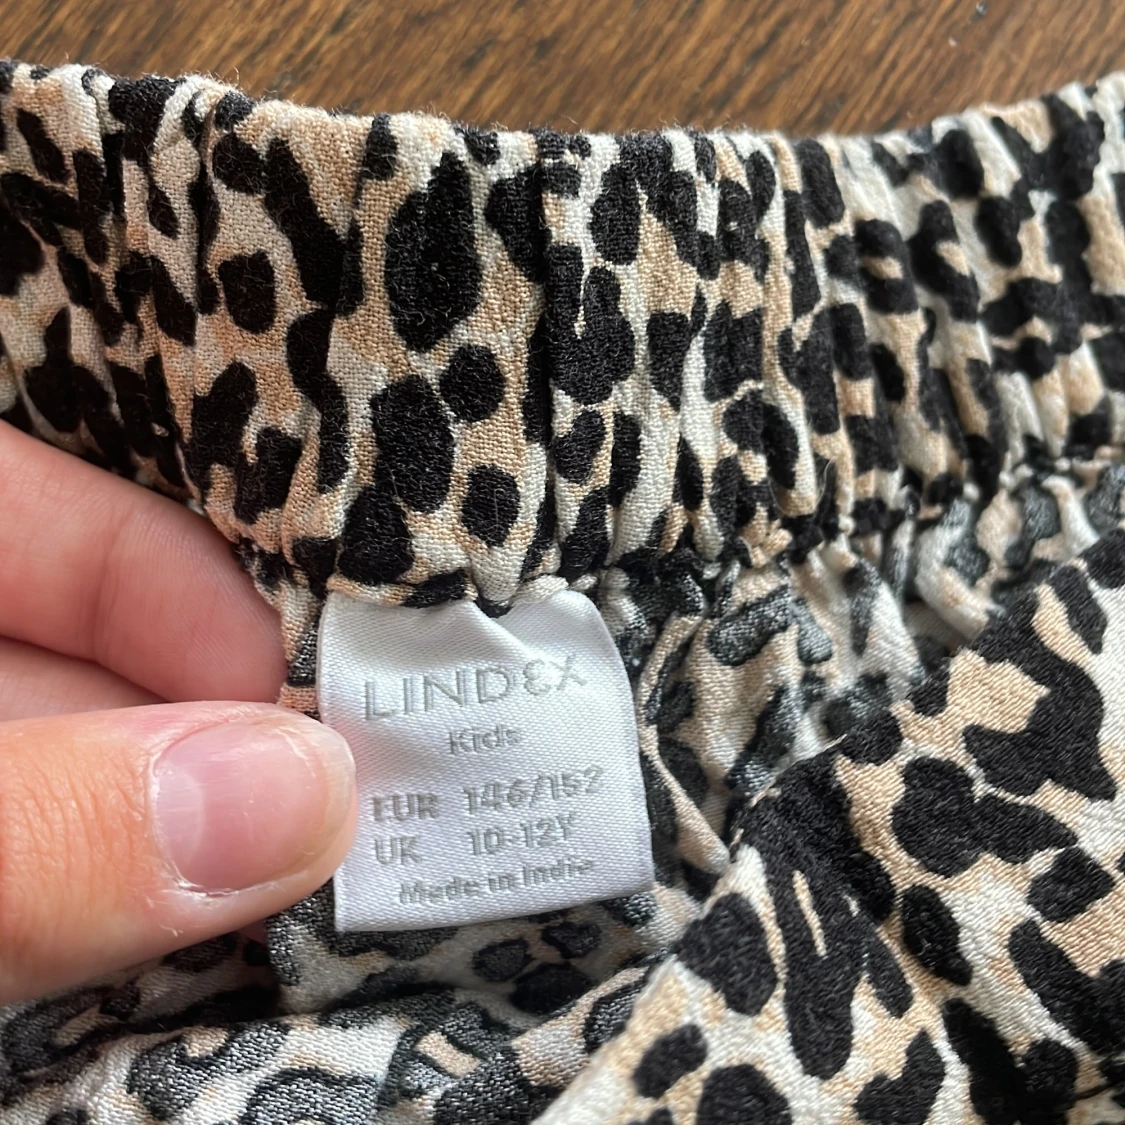 LINDEX
Kids
EUR 146/152
UK 10-12Y
Made in India